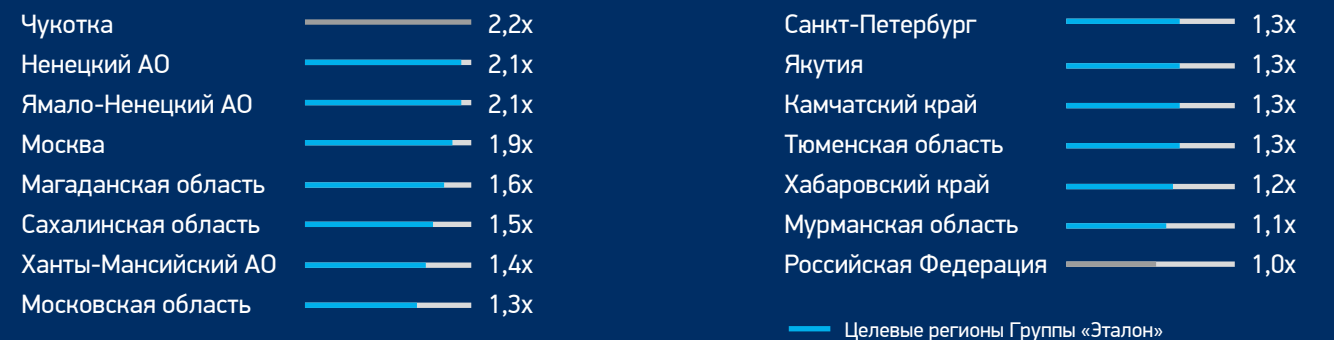 Чукотка 2,2x
Ненецкий АО 2,1x
Ямало-Ненецкий АО 2,1x
Москва 1,9x
Магаданская область 1,6x
Сахалинская область 1,5x
Ханты-Мансийский АО 1,4x
Московская область 1,3x
Санкт-Петербург 1,3x
Якутия 1,3x
Камчатский край 1,3x
Тюменская область 1,3x
Хабаровский край 1,2x
Мурманская область 1,1x
Российская Федерация 1,0x
Целевые регионы Группы «Эталон»